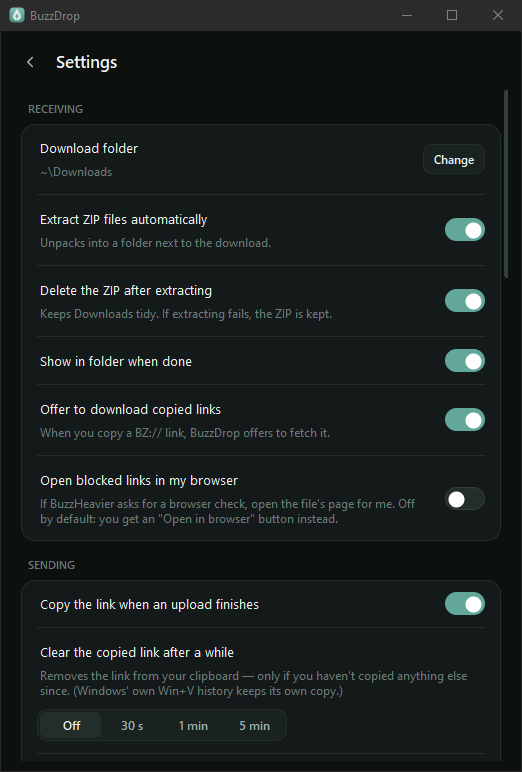 BuzzDrop
Settings
RECEIVING
Download folder
~\Downloads
Change
Extract ZIP files automatically
Unpacks into a folder next to the download.
Delete the ZIP after extracting
Keeps Downloads tidy. If extracting fails, the ZIP is kept.
Show in folder when done
Offer to download copied links
When you copy a BZ:// link, BuzzDrop offers to fetch it.
Open blocked links in my browser
If BuzzHeavier asks for a browser check, open the file's page for me. Off
by default: you get an "Open in browser" button instead.
SENDING
Copy the link when an upload finishes
Clear the copied link after a while
Removes the link from your clipboard — only if you haven't copied anything else
since. (Windows' own Win+V history keeps its own copy.)
Off 30 s 1 min 5 min